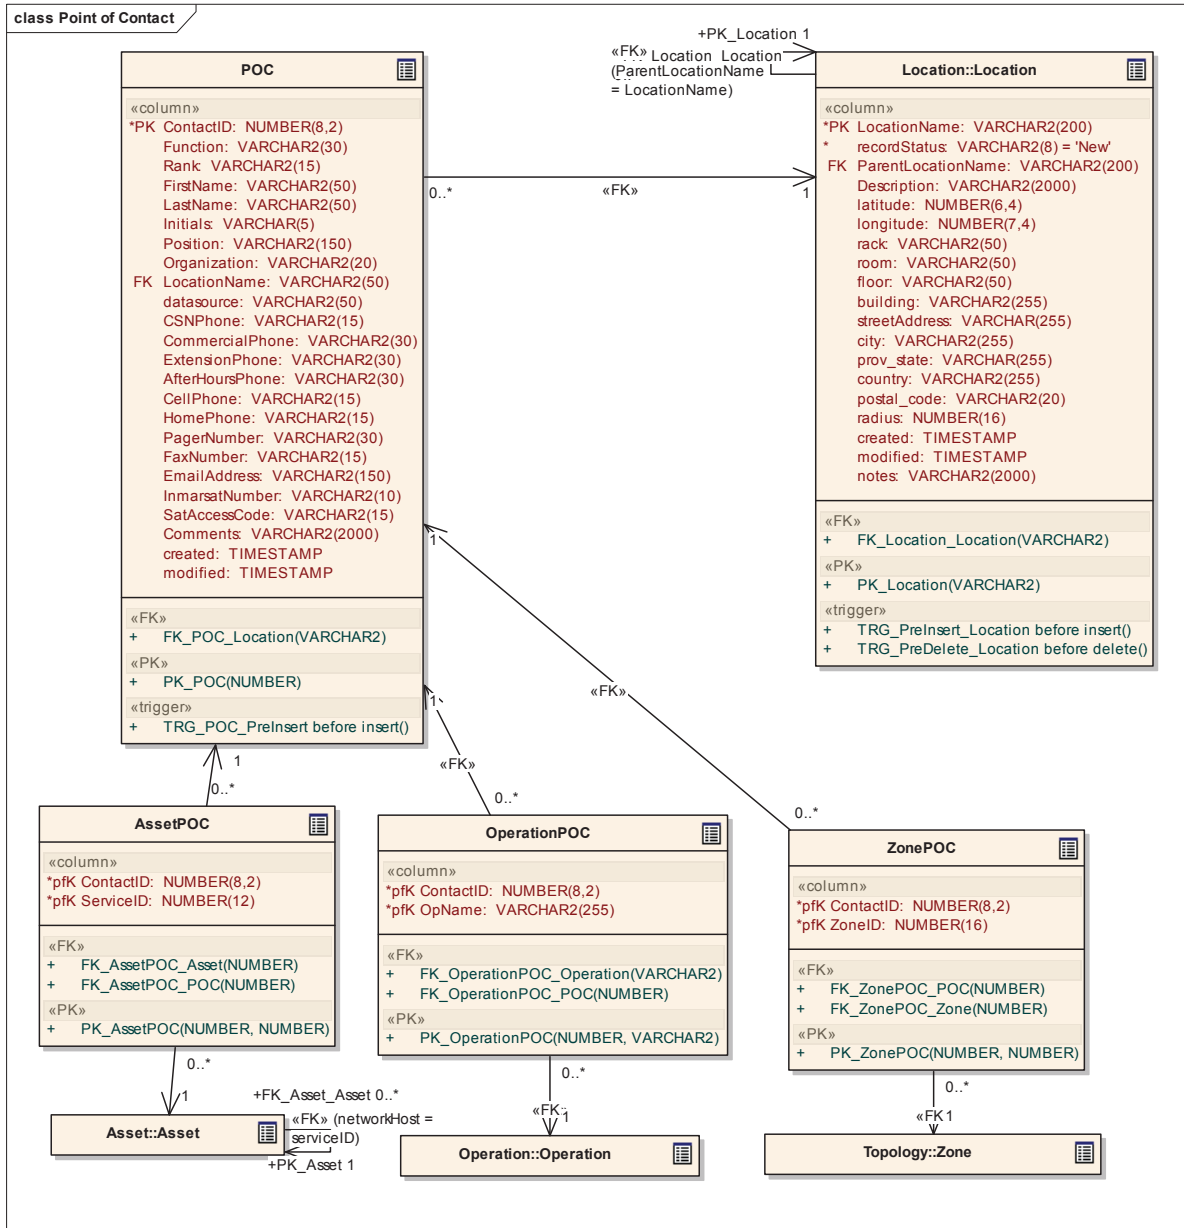 class Point of Contact
POC
«column»
*PK ContactID: NUMBER(8,2)
Function: VARCHAR2(30)
Rank: VARCHAR2(15)
FirstName: VARCHAR2(50)
LastName: VARCHAR2(50)
Initials: VARCHAR(5)
Position: VARCHAR2(150)
Organization: VARCHAR2(20)
FK LocationName: VARCHAR2(50)
datasource: VARCHAR2(50)
CSNPhone: VARCHAR2(15)
CommercialPhone: VARCHAR2(30)
ExtensionPhone: VARCHAR2(30)
AfterHoursPhone: VARCHAR2(30)
CellPhone: VARCHAR2(15)
HomePhone: VARCHAR2(15)
PagerNumber: VARCHAR2(30)
FaxNumber: VARCHAR2(15)
EmailAddress: VARCHAR2(150)
InmarsatNumber: VARCHAR2(10)
SatAccessCode: VARCHAR2(15)
Comments: VARCHAR2(2000)
created: TIMESTAMP
modified: TIMESTAMP
«FK»
+ FK_POC_Location(VARCHAR2)
«PK»
+ PK_POC(NUMBER)
«trigger»
+ TRG_POC_PreInsert before insert()
+PK_Location 1
«FK» Location_Location
(ParentLocationName
= LocationName)
0..*
«FK»
1
Location::Location
«column»
*PK LocationName: VARCHAR2(200)
* recordStatus: VARCHAR2(8) = 'New'
FK ParentLocationName: VARCHAR2(200)
Description: VARCHAR2(2000)
latitude: NUMBER(6,4)
longitude: NUMBER(7,4)
rack: VARCHAR2(50)
room: VARCHAR2(50)
floor: VARCHAR2(50)
building: VARCHAR2(255)
streetAddress: VARCHAR(255)
city: VARCHAR2(255)
prov_state: VARCHAR(255)
country: VARCHAR2(255)
postal_code: VARCHAR2(20)
radius: NUMBER(16)
created: TIMESTAMP
modified: TIMESTAMP
notes: VARCHAR2(2000)
«FK»
+ FK_Location_Location(VARCHAR2)
«PK»
+ PK_Location(VARCHAR2)
«trigger»
+ TRG_PreInsert_Location before insert()
+ TRG_PreDelete_Location before delete()
1
«FK»
0..*
1
«FK»
0..*
1
0..*
AssetPOC
«column»
*pfK ContactID: NUMBER(8,2)
*pfK ServiceID: NUMBER(12)
«FK»
+ FK_AssetPOC_Asset(NUMBER)
+ FK_AssetPOC_POC(NUMBER)
«PK»
+ PK_AssetPOC(NUMBER, NUMBER)
OperationPOC
«column»
*pfK ContactID: NUMBER(8,2)
*pfK OpName: VARCHAR2(255)
«FK»
+ FK_OperationPOC_Operation(VARCHAR2)
+ FK_OperationPOC_POC(NUMBER)
«PK»
+ PK_OperationPOC(NUMBER, VARCHAR2)
ZonePOC
«column»
*pfK ContactID: NUMBER(8,2)
*pfK ZoneID: NUMBER(16)
«FK»
+ FK_ZonePOC_POC(NUMBER)
+ FK_ZonePOC_Zone(NUMBER)
«PK»
+ PK_ZonePOC(NUMBER, NUMBER)
0..*
1
+FK_Asset_Asset 0..*
«FK» (networkHost =
serviceID)
+PK_Asset 1
Asset::Asset
0..*
«FK»
1
Operation::Operation
0..*
«FK
1
Topology::Zone